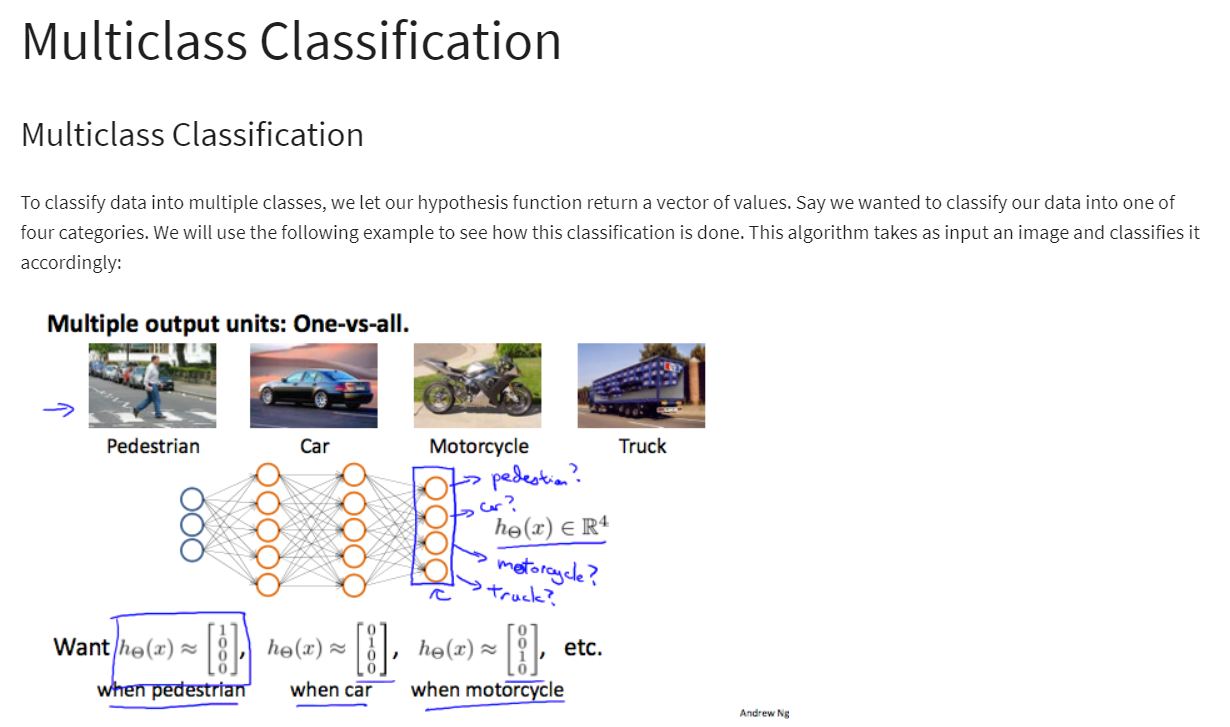 Multiclass Classification
Multiclass Classification
To classify data into multiple classes, we let our hypothesis function return a vector of values. Say we wanted to classify our data into one of
four categories. We will use the following example to see how this classification is done. This algorithm takes as input an image and classifies it
accordingly:
Multiple output units: One-vs-all.
Pedestrian Car Motorcycle Truck
pedestrian?
car?
hΘ(x) ∈ ℝ⁴
motorcycle?
truck?
Want hΘ(x) ≈ [1 0 0 0], hΘ(x) ≈ [0 1 0 0], hΘ(x) ≈ [0 0 1 0], etc.
when pedestrian when car when motorcycle
Andrew Ng